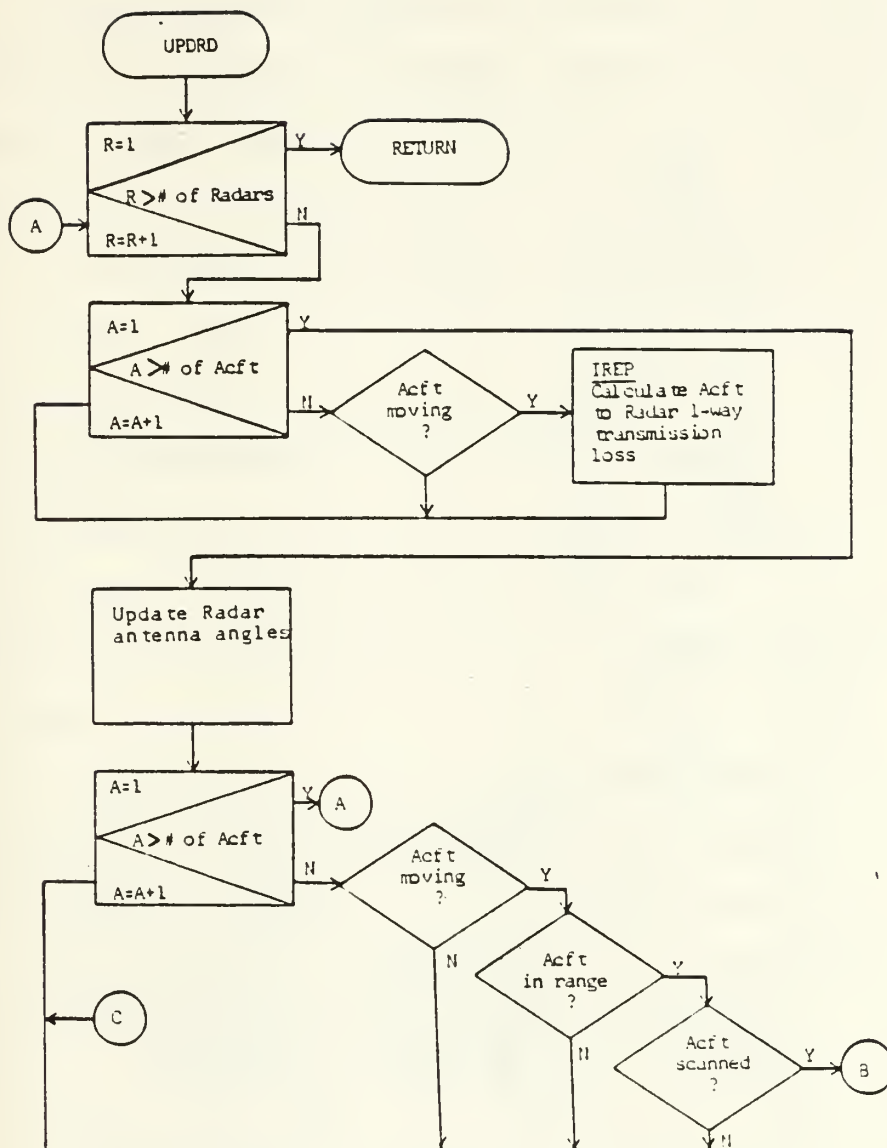 UPDRD
R=1
Y
RETURN
R ># of Radars
A
N
R=R+1
A=1
Y
A ># of Acft
N
A=A+1
Acft
moving
?
Y
IREP
Calculate Acft
to Radar 1-way
transmission
loss
Update Radar
antenna angles
A=1
Y
A
A ># of Acft
N
A=A+1
Acft
moving
?
Y
N
Acft
in range
?
Y
N
C
Acft
scanned
?
Y
B
N